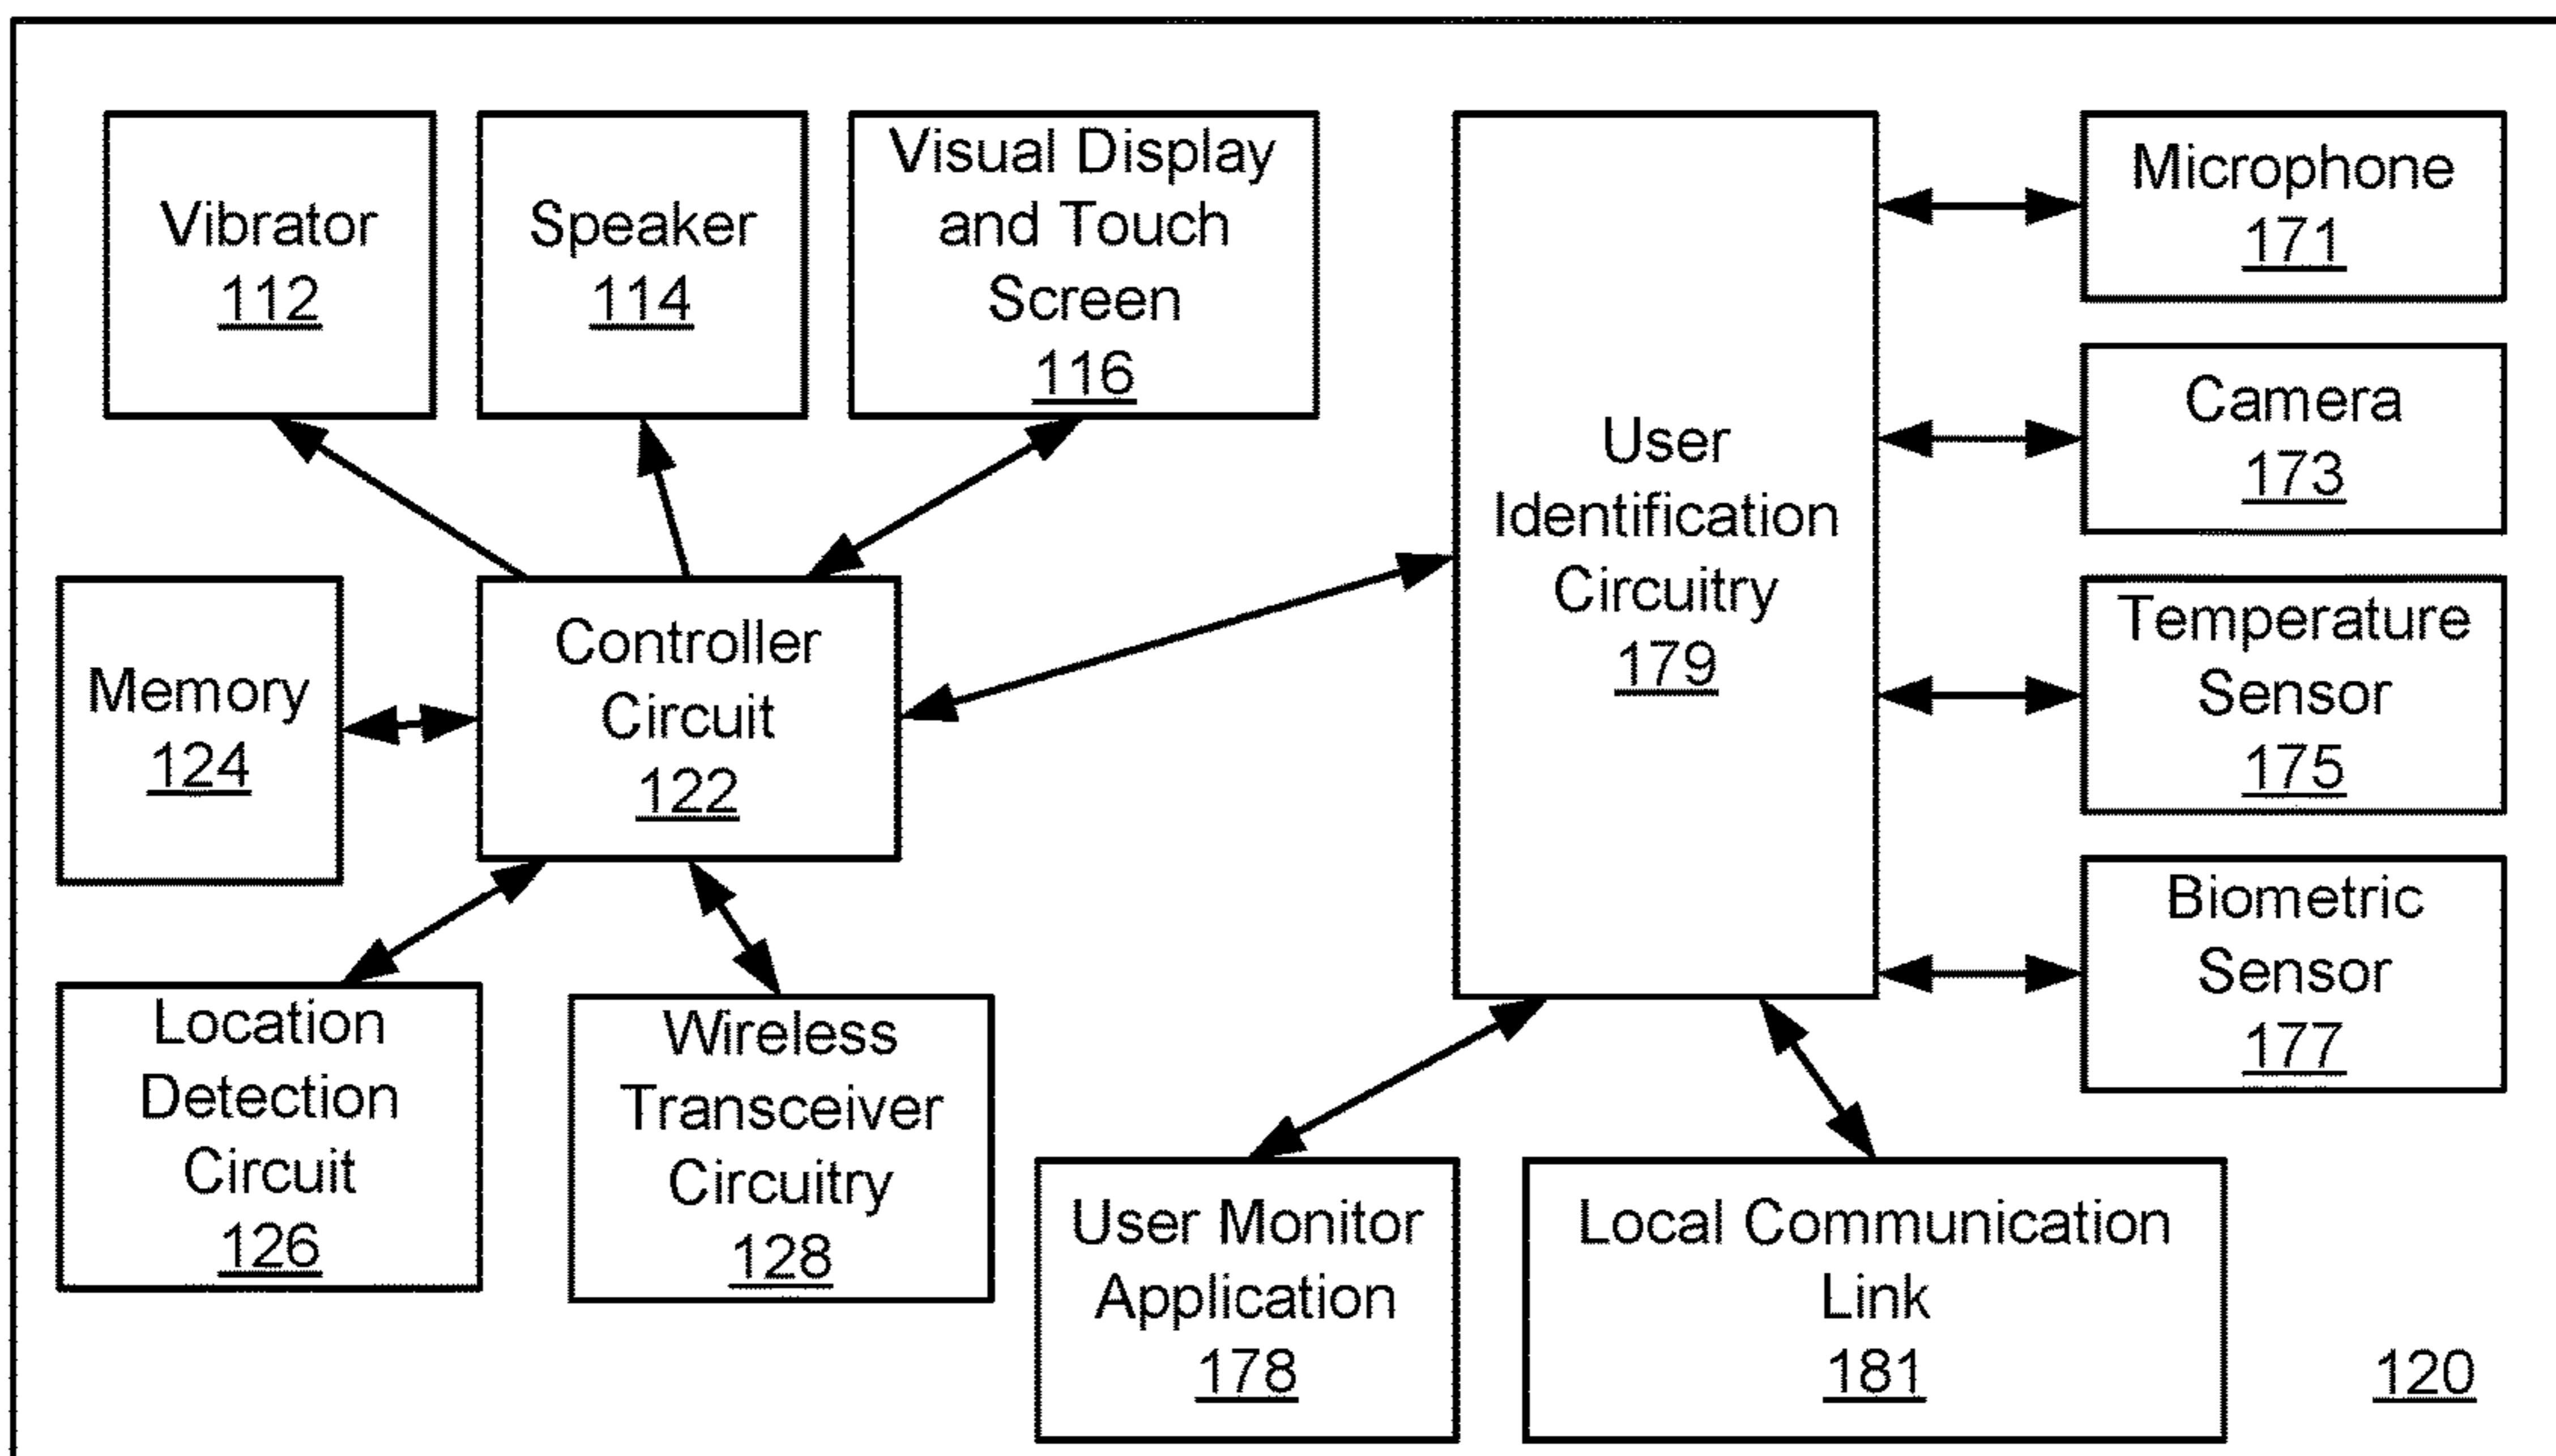 Vibrator
112
Speaker
114
Visual Display
and Touch
Screen
116
User
Identification
Circuitry
179
Microphone
171
Camera
173
Temperature
Sensor
175
Biometric
Sensor
177
Memory
124
Controller
Circuit
122
Location
Detection
Circuit
126
Wireless
Transceiver
Circuitry
128
User Monitor
Application
178
Local Communication
Link
181
120